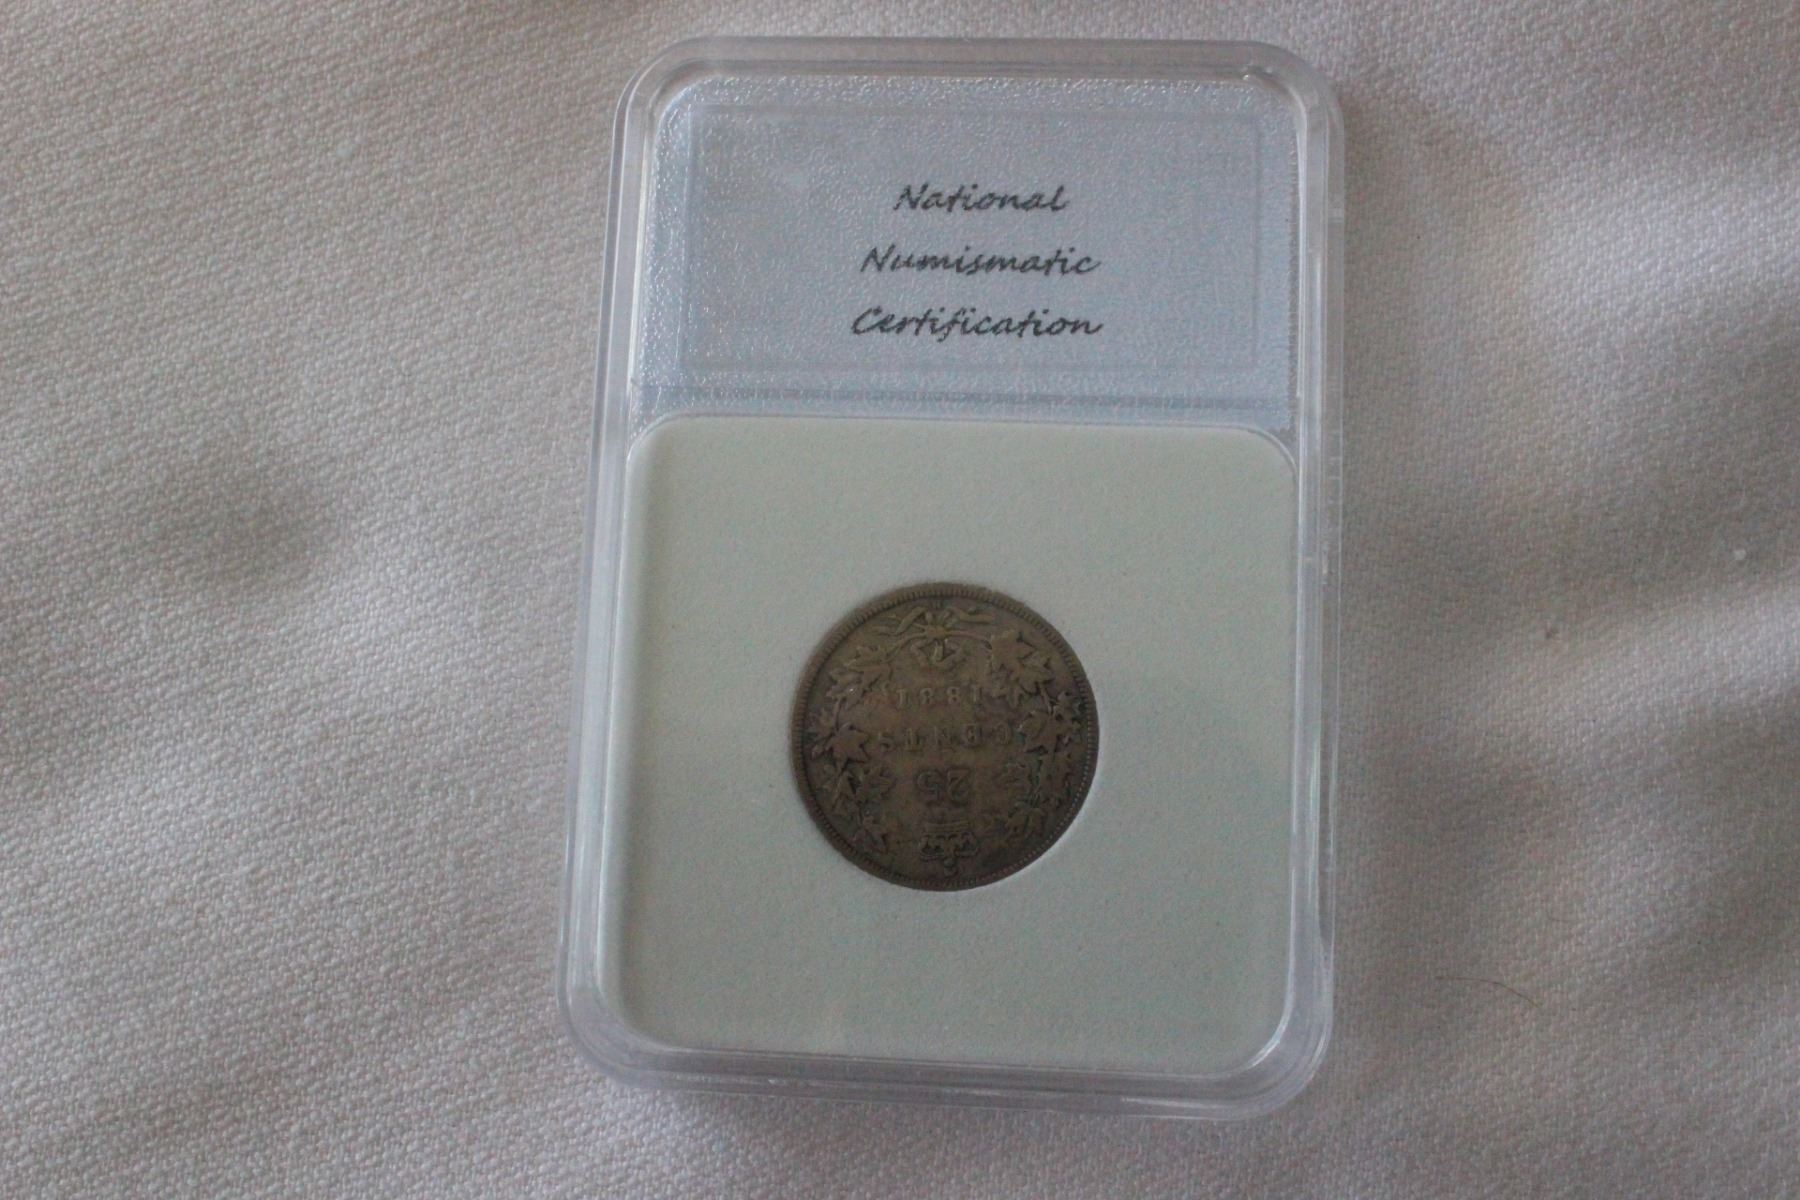 National
Numismatic
Certification
25
CENTS
1881